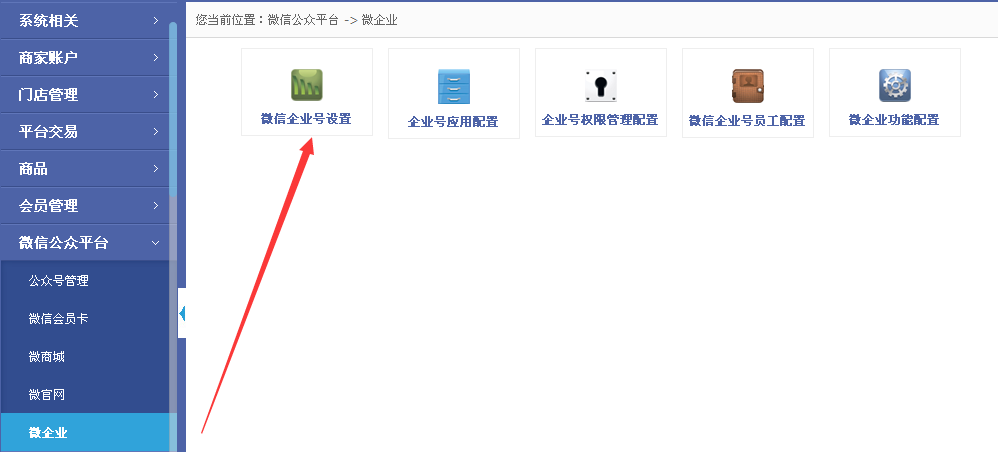 系统相关
商家账户
门店管理
平台交易
商品
会员管理
微信公众平台
公众号管理
微信会员卡
微商城
微官网
微企业
您当前位置：微信公众平台 -> 微企业
微信企业号设置
企业号应用配置
企业号权限管理配置
微信企业号员工配置
微企业功能配置